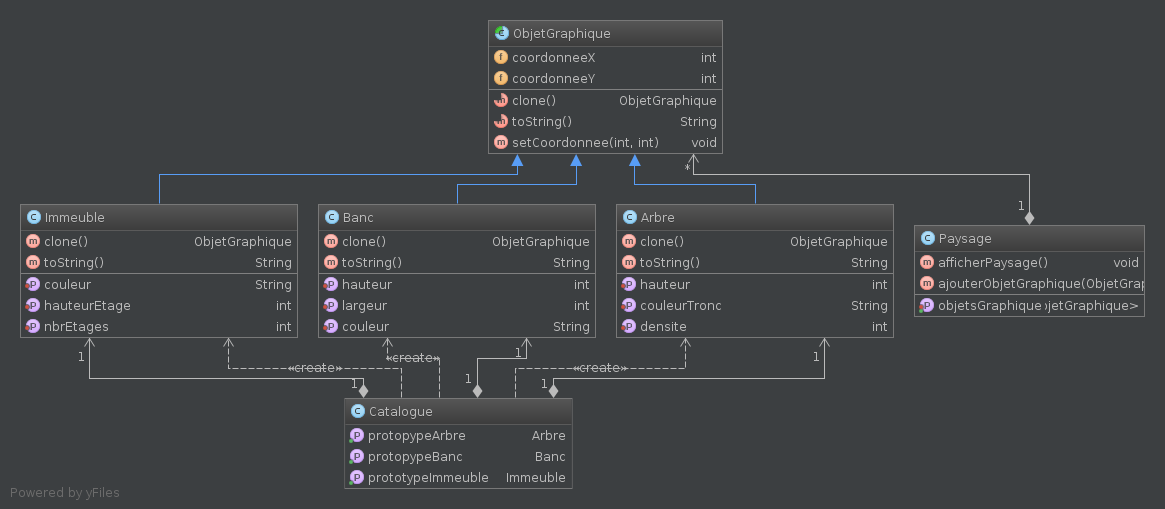 ObjetGraphique
coordonneeX int
coordonneeY int
clone() ObjetGraphique
toString() String
setCoordonnee(int, int) void
*
1
Immeuble
clone() ObjetGraphique
toString() String
couleur String
hauteurEtage int
nbrEtages int
Banc
clone() ObjetGraphique
toString() String
hauteur int
largeur int
couleur String
Arbre
clone() ObjetGraphique
toString() String
hauteur int
couleurTronc String
densite int
Paysage
afficherPaysage() void
ajouterObjetGraphique(ObjetGra
objetsGraphique jetGraphique>
1
1
1
«create»
«create»
«create»
1
1
1
Catalogue
protopypeArbre Arbre
protopypeBanc Banc
prototypeImmeuble Immeuble
Powered by yFiles